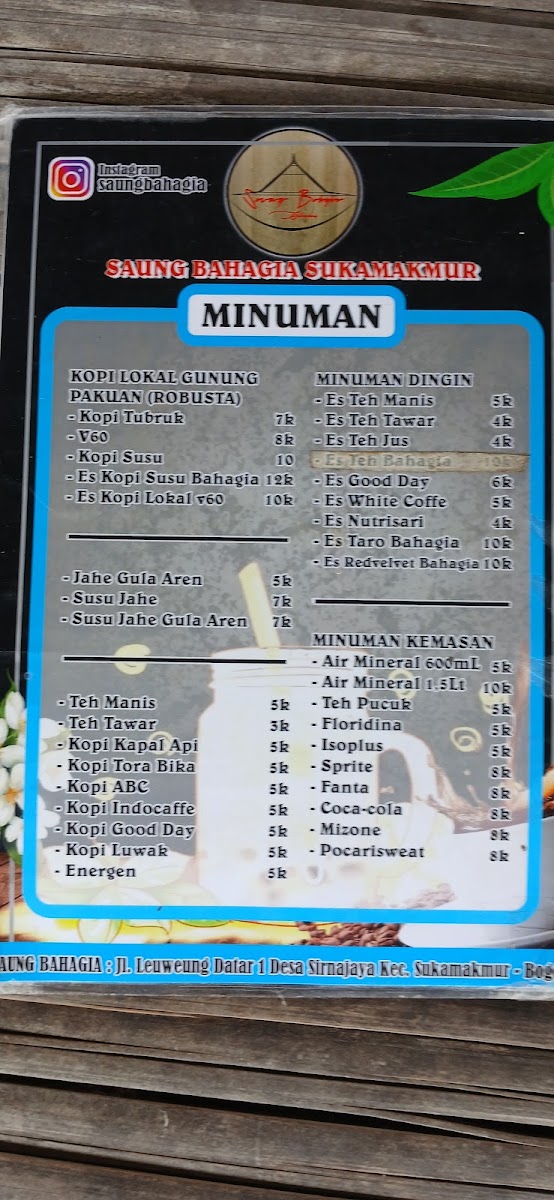 Instagram
saungbahagia
SAUNG BAHAGIA SUKAMAKMUR
MINUMAN
KOPI LOKAL GUNUNG
PAKUAN (ROBUSTA)
- Kopi Tubruk 7k
- V60 8k
- Kopi Susu 10
- Es Kopi Susu Bahagia 12k
- Es Kopi Lokal v60 10k
- Jahe Gula Aren 5k
- Susu Jahe 7k
- Susu Jahe Gula Aren 7k
- Teh Manis 5k
- Teh Tawar 3k
- Kopi Kapal Api 5k
- Kopi Tora Bika 5k
- Kopi ABC 5k
- Kopi Indocaffe 5k
- Kopi Good Day 5k
- Kopi Luwak 5k
- Energen 5k
MINUMAN DINGIN
- Es Teh Manis 5k
- Es Teh Tawar 4k
- Es Teh Jus 4k
- Es Teh Bahagia 10k
- Es Good Day 6k
- Es White Coffe 5k
- Es Nutrisari 4k
- Es Taro Bahagia 10k
- Es Redvelvet Bahagia 10k
MINUMAN KEMASAN
- Air Mineral 600mL 5k
- Air Mineral 1,5Lt 10k
- Teh Pucuk 5k
- Floridina 5k
- Isoplus 5k
- Sprite 8k
- Fanta 8k
- Coca-cola 8k
- Mizone 8k
- Pocarisweat 8k
AUNG BAHAGIA : Jl. Leuweung Datar 1 Desa Sirnajaya Kec. Sukamakmur - Bog